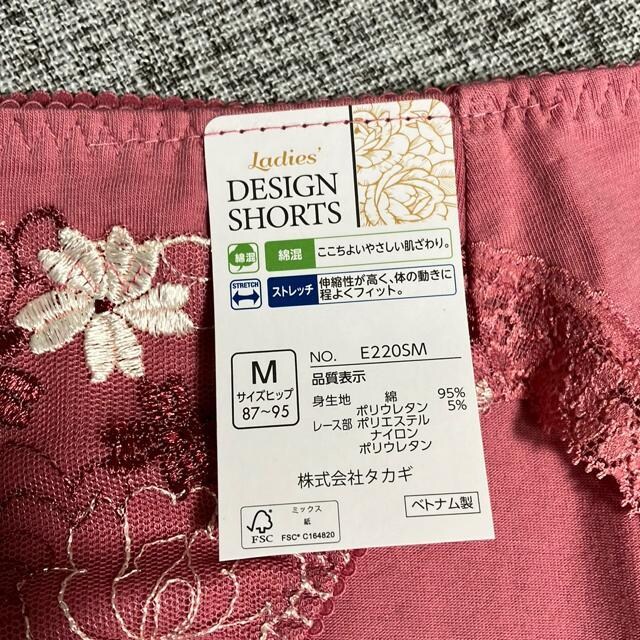 Ladies'
DESIGN
SHORTS
綿混 綿混 ここちよいやさしい肌ざわり。
STRETCH ストレッチ 伸縮性が高く、体の動きに
程よくフィット。
M
サイズヒップ
87~95
NO. E220SM
品質表示
身生地 綿 95%
ポリウレタン 5%
レース部 ポリエステル
ナイロン
ポリウレタン
株式会社タカギ
FSC
ミックス
紙
FSC® C164820
ベトナム製